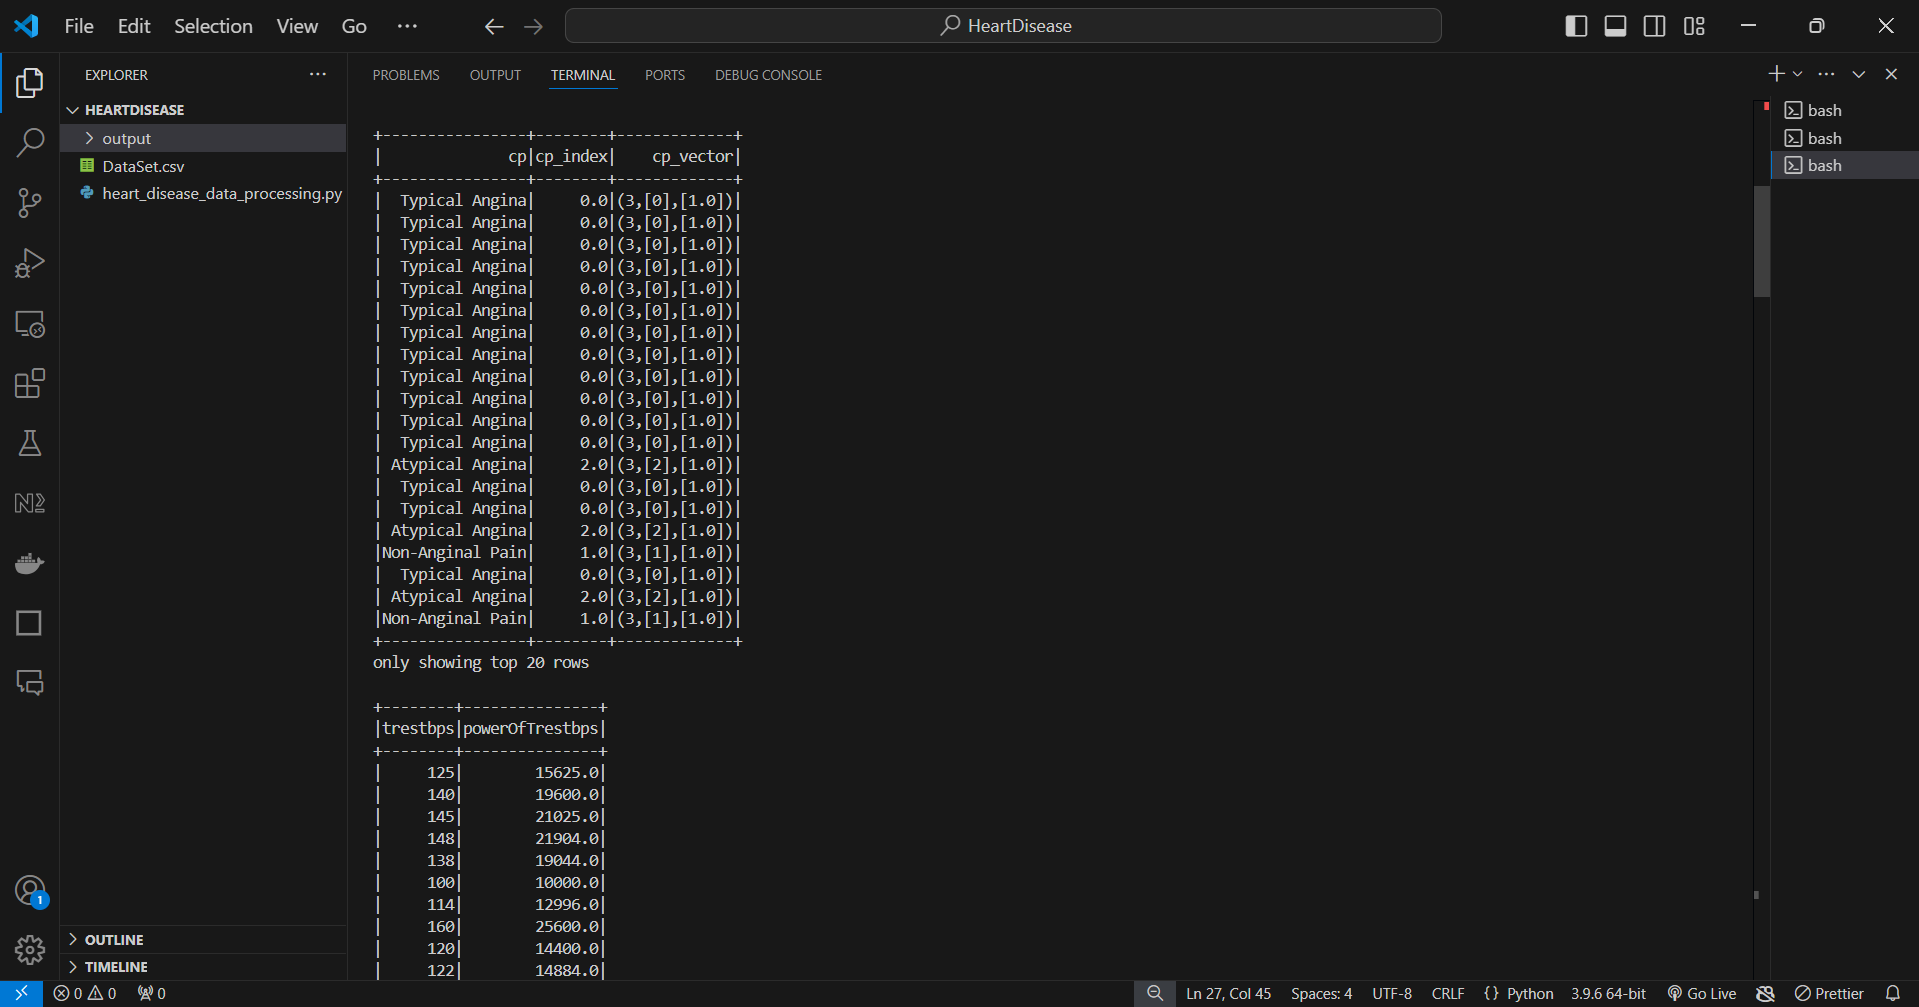 File Edit Selection View Go ··· HeartDisease
EXPLORER ···
HEARTDISEASE
output
DataSet.csv
heart_disease_data_processing.py
OUTLINE
TIMELINE
PROBLEMS OUTPUT TERMINAL PORTS DEBUG CONSOLE
+----------------+--------+-------------+
|              cp|cp_index|    cp_vector|
+----------------+--------+-------------+
|  Typical Angina|     0.0|(3,[0],[1.0])|
|  Typical Angina|     0.0|(3,[0],[1.0])|
|  Typical Angina|     0.0|(3,[0],[1.0])|
|  Typical Angina|     0.0|(3,[0],[1.0])|
|  Typical Angina|     0.0|(3,[0],[1.0])|
|  Typical Angina|     0.0|(3,[0],[1.0])|
|  Typical Angina|     0.0|(3,[0],[1.0])|
|  Typical Angina|     0.0|(3,[0],[1.0])|
|  Typical Angina|     0.0|(3,[0],[1.0])|
|  Typical Angina|     0.0|(3,[0],[1.0])|
|  Typical Angina|     0.0|(3,[0],[1.0])|
|  Typical Angina|     0.0|(3,[0],[1.0])|
| Atypical Angina|     2.0|(3,[2],[1.0])|
|  Typical Angina|     0.0|(3,[0],[1.0])|
|  Typical Angina|     0.0|(3,[0],[1.0])|
| Atypical Angina|     2.0|(3,[2],[1.0])|
|Non-Anginal Pain|     1.0|(3,[1],[1.0])|
|  Typical Angina|     0.0|(3,[0],[1.0])|
| Atypical Angina|     2.0|(3,[2],[1.0])|
|Non-Anginal Pain|     1.0|(3,[1],[1.0])|
+----------------+--------+-------------+
only showing top 20 rows
+--------+---------------+
|trestbps|powerOfTrestbps|
+--------+---------------+
|     125|        15625.0|
|     140|        19600.0|
|     145|        21025.0|
|     148|        21904.0|
|     138|        19044.0|
|     100|        10000.0|
|     114|        12996.0|
|     160|        25600.0|
|     120|        14400.0|
|     122|        14884.0|
bash
bash
bash
1
0 0 0 Ln 27, Col 45 Spaces: 4 UTF-8 CRLF {} Python 3.9.6 64-bit Go Live Prettier